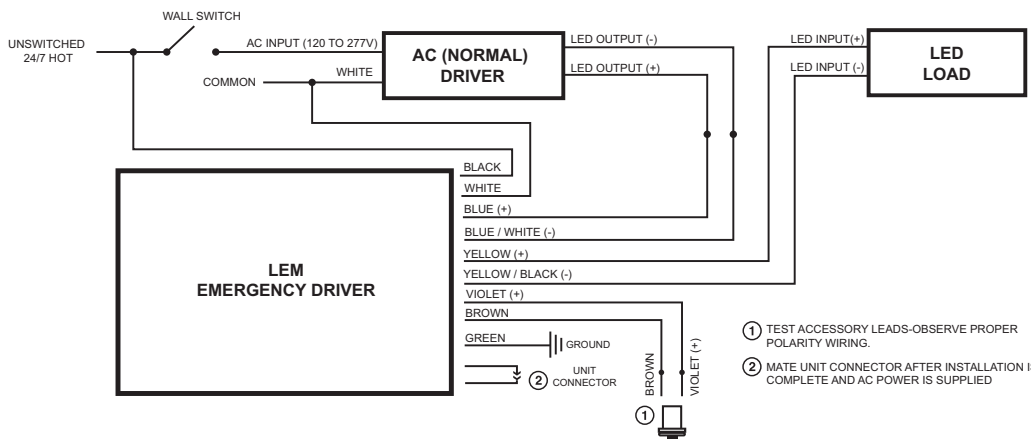 WALL SWITCH
UNSWITCHED
24/7 HOT
AC INPUT (120 TO 277V)
COMMON
WHITE
AC (NORMAL)
DRIVER
LED OUTPUT (-)
LED OUTPUT (+)
LED INPUT(+)
LED INPUT (-)
LED
LOAD
BLACK
WHITE
BLUE (+)
BLUE / WHITE (-)
YELLOW (+)
YELLOW / BLACK (-)
VIOLET (+)
BROWN
GREEN
GROUND
LEM
EMERGENCY DRIVER
2 UNIT
CONNECTOR
BROWN
VIOLET (+)
1
1 TEST ACCESSORY LEADS-OBSERVE PROPER
POLARITY WIRING.
2 MATE UNIT CONNECTOR AFTER INSTALLATION
COMPLETE AND AC POWER IS SUPPLIED